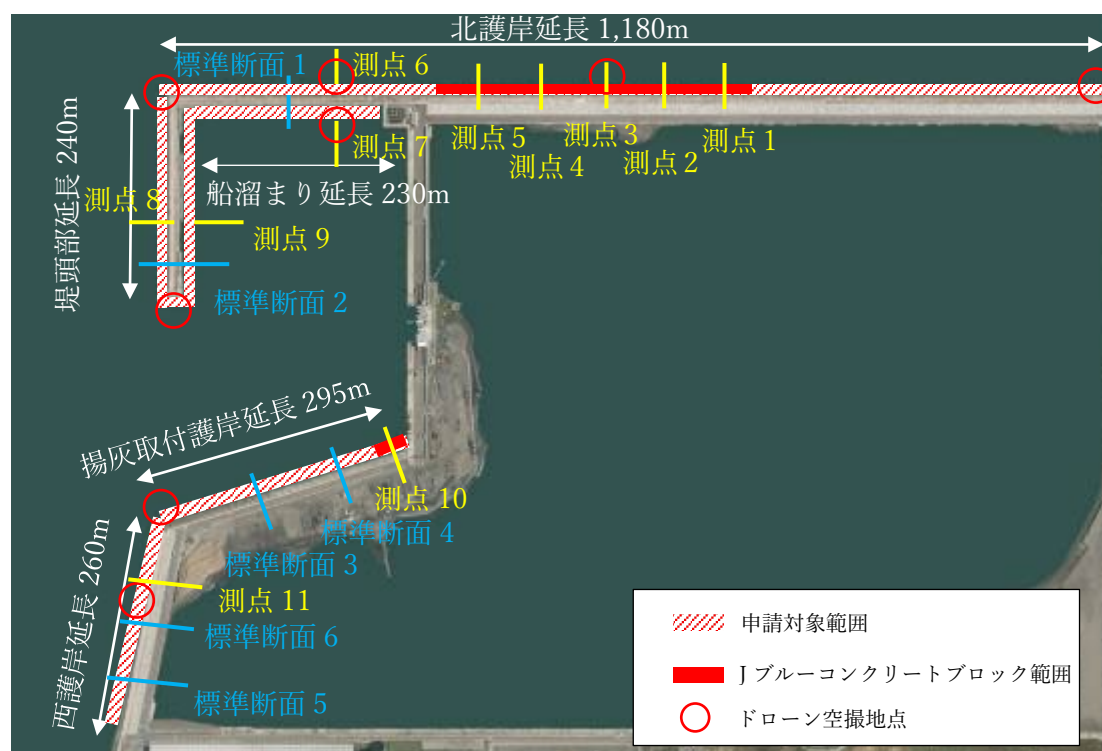 北護岸延長 1,180m
標準断面 1
測点 6
測点 5
測点 4
測点 3
測点 2
測点 1
測点 7
船溜まり延長 230m
堤頭部延長 240m
測点 8
測点 9
標準断面 2
揚灰取付護岸延長 295m
測点 10
標準断面 4
標準断面 3
測点 11
西護岸延長 260m
標準断面 6
標準断面 5
申請対象範囲
J ブルーコンクリートブロック範囲
ドローン空撮地点